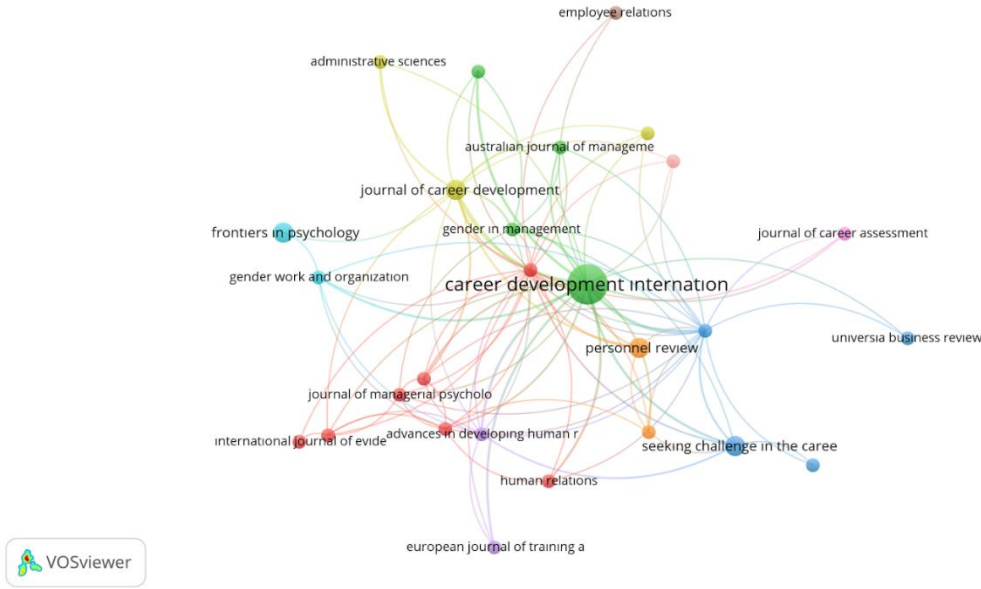 employee relations
administrative sciences
australian journal of manageme
journal of career development
frontiers in psychology
gender in management
journal of career assessment
gender work and organization
career development internation
universia business review
personnel review
journal of managerial psycholo
international journal of evide
advances in developing human r
seeking challenge in the caree
human relations
european journal of training a
VOSviewer